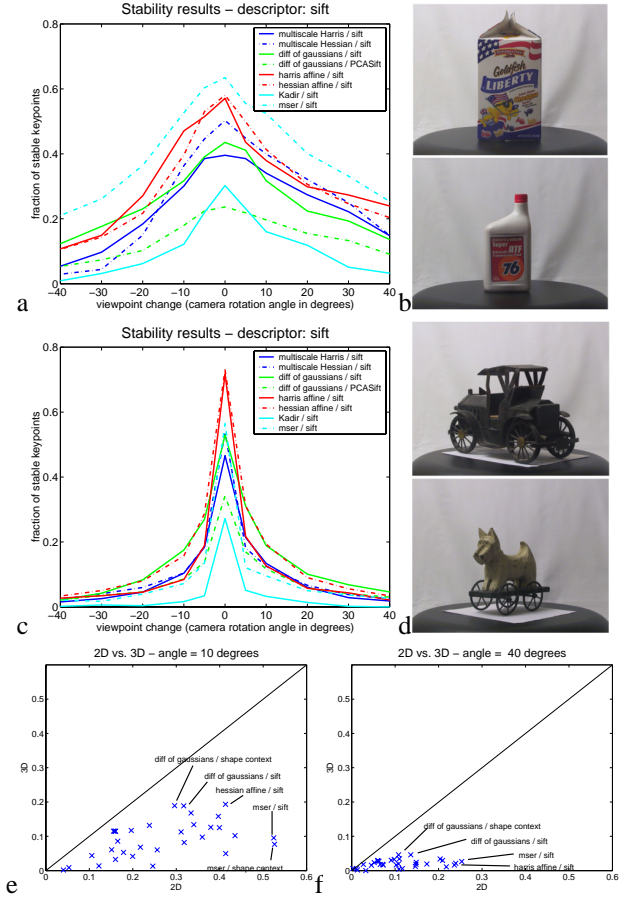 Stability results – descriptor: sift
0.8
0.6
0.4
0.2
0
fraction of stable keypoints
multiscale Harris / sift
multiscale Hessian / sift
diff of gaussians / sift
diff of gaussians / PCASift
harris affine / sift
hessian affine / sift
Kadir / sift
mser / sift
−40 −30 −20 −10 0 10 20 30 40
viewpoint change (camera rotation angle in degrees)
a
Goldfish
LIBERTY
Super
ATF
76
b
Stability results – descriptor: sift
0.8
0.6
0.4
0.2
0
fraction of stable keypoints
multiscale Harris / sift
multiscale Hessian / sift
diff of gaussians / sift
diff of gaussians / PCASift
harris affine / sift
hessian affine / sift
Kadir / sift
mser / sift
−40 −30 −20 −10 0 10 20 30 40
viewpoint change (camera rotation angle in degrees)
c
d
2D vs. 3D − angle = 10 degrees
0.6
0.5
0.4
0.3
0.2
0.1
0
3D
diff of gaussians / shape context
diff of gaussians / sift
hessian affine / sift
mser / sift
mser / shape context
0 0.1 0.2 0.3 0.4 0.5 0.6
2D
e
2D vs. 3D − angle = 40 degrees
0.6
0.5
0.4
0.3
0.2
0.1
0
3D
diff of gaussians / shape context
diff of gaussians / sift
mser / sift
harris affine / sift
0 0.1 0.2 0.3 0.4 0.5 0.6
2D
f